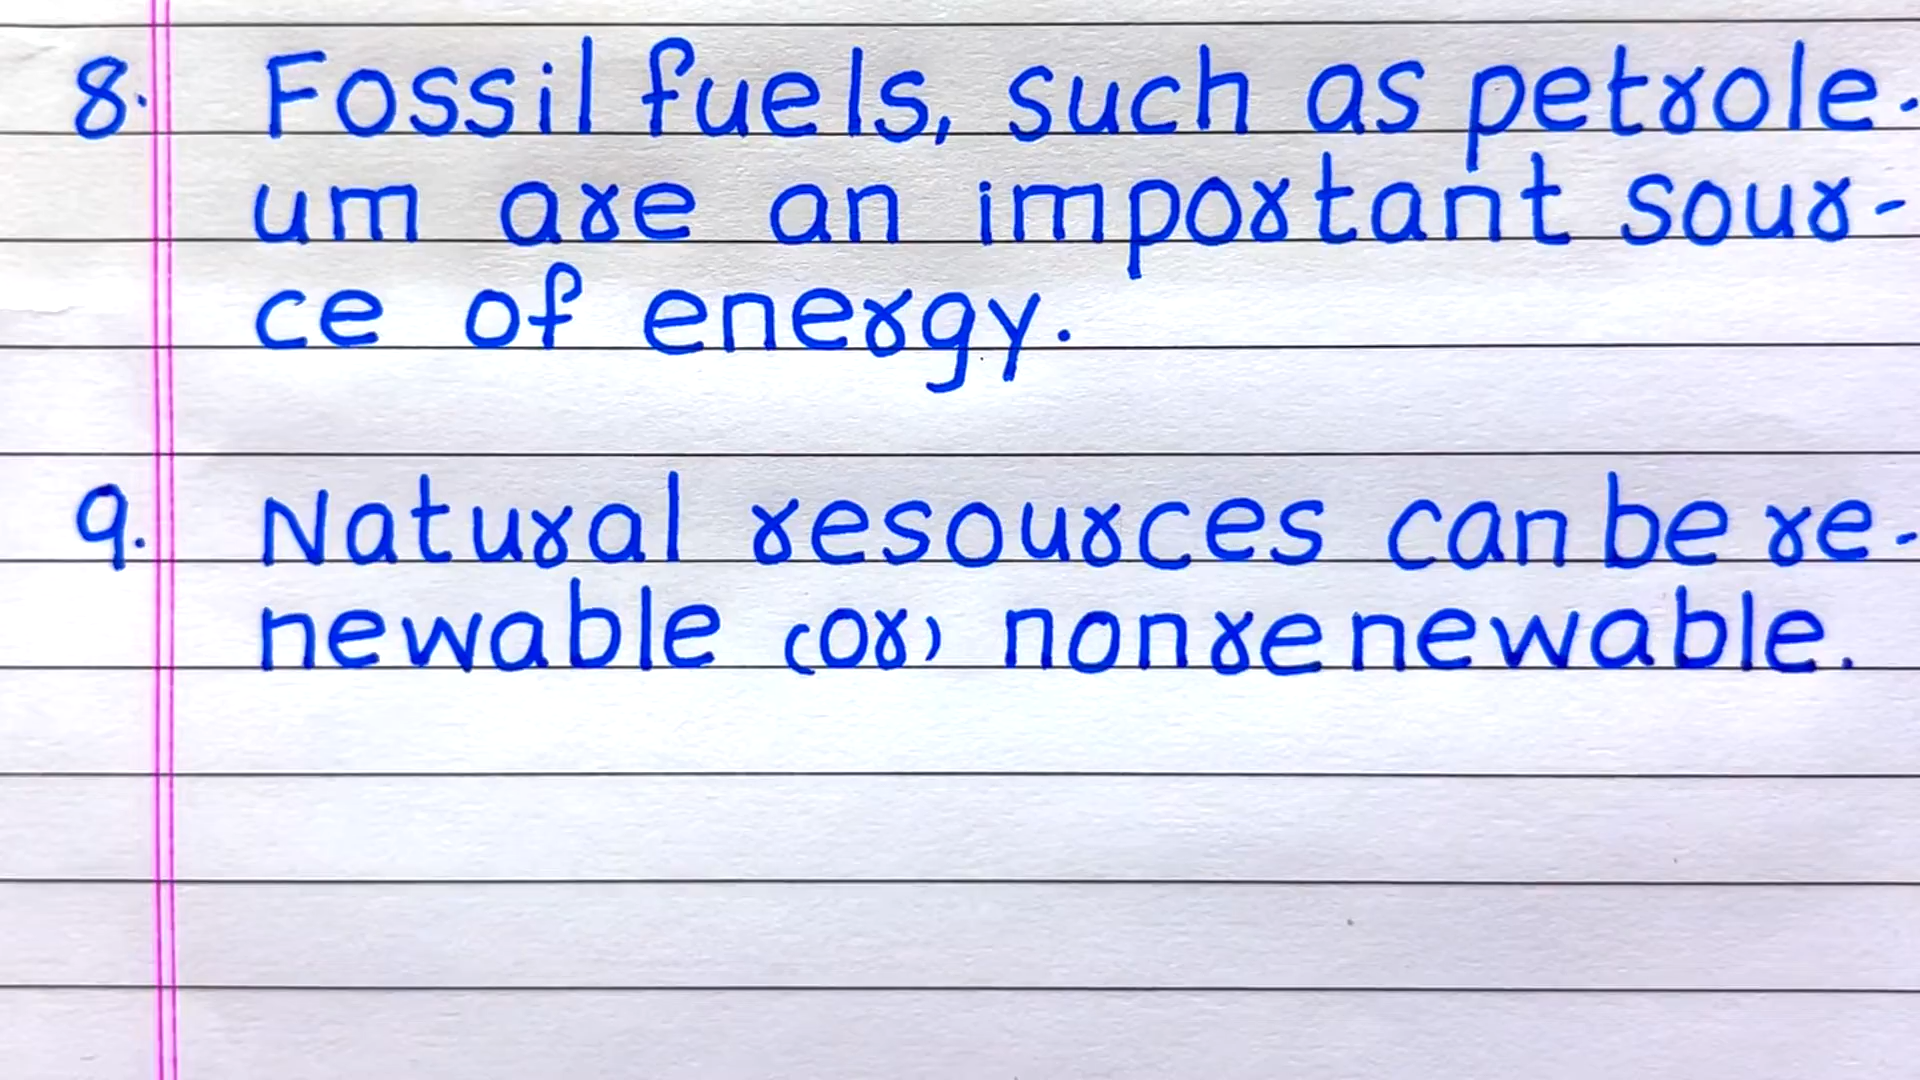 8. Fossil fuels, such as petrole-
um are an important sour-
ce of energy.
9. Natural resources can be re-
newable (or) nonrenewable.